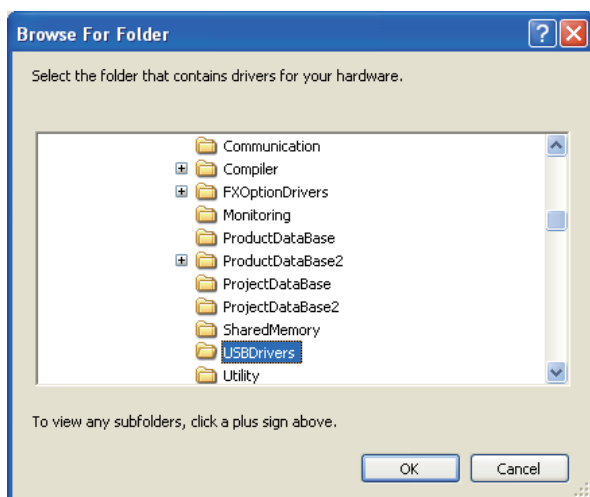 Browse For Folder
Select the folder that contains drivers for your hardware.
Communication
Compiler
FXOptionDrivers
Monitoring
ProductDataBase
ProductDataBase2
ProjectDataBase
ProjectDataBase2
SharedMemory
USBDrivers
Utility
To view any subfolders, click a plus sign above.
OK Cancel